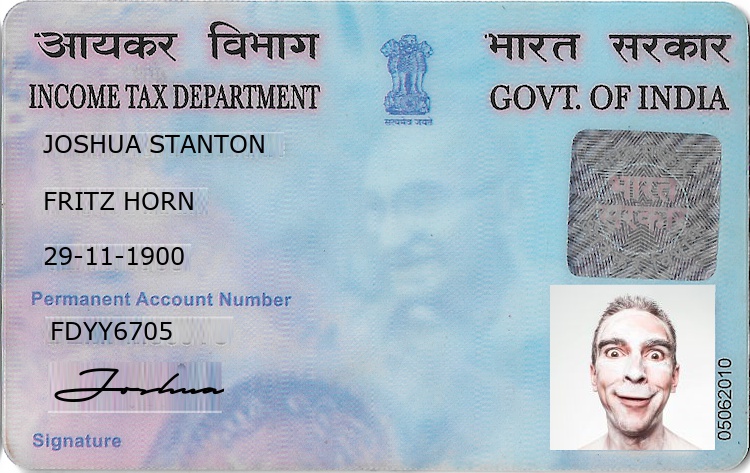 आयकर विभाग
भारत सरकार
INCOME TAX DEPARTMENT
GOVT. OF INDIA
सत्यमेव जयते
JOSHUA STANTON
भारत
सरकार
FRITZ HORN
29-11-1900
Permanent Account Number
FDYY6705
Joshua
05062010
Signature